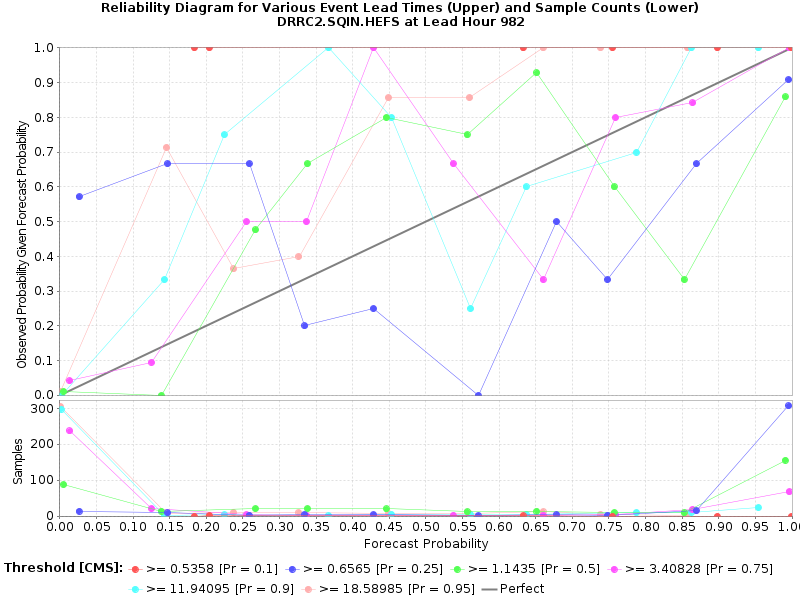 Reliability Diagram for Various Event Lead Times (Upper) and Sample Counts (Lower)
DRRC2.SQIN.HEFS at Lead Hour 982
Observed Probability Given Forecast Probability
1.0
0.9
0.8
0.7
0.6
0.5
0.4
0.3
0.2
0.1
0.0
Samples
300
200
100
0
0.00 0.05 0.10 0.15 0.20 0.25 0.30 0.35 0.40 0.45 0.50 0.55 0.60 0.65 0.70 0.75 0.80 0.85 0.90 0.95 1.0
Forecast Probability
Threshold [CMS]: >= 0.5358 [Pr = 0.1] >= 0.6565 [Pr = 0.25] >= 1.1435 [Pr = 0.5] >= 3.40828 [Pr = 0.75]
>= 11.94095 [Pr = 0.9] >= 18.58985 [Pr = 0.95] Perfect